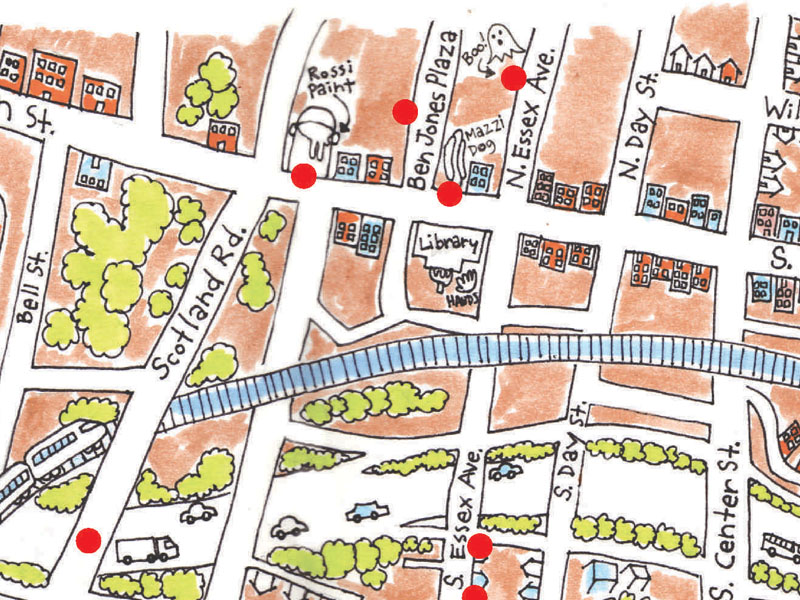 Boo!
Rossi
Paint
Ben Jones Plaza
N. Essex Ave.
N. Day St.
Mazzi
Dog
St.
Bell St.
Scotland Rd.
Library
HANDS
S.
S. Essex Ave.
S. Day St.
S. Center St.